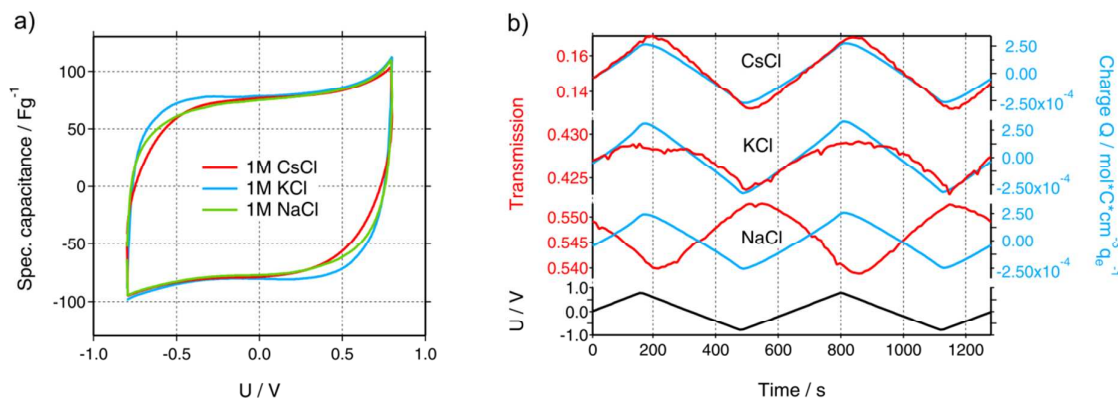 a)
Spec. capacitance / Fg⁻¹
100
50
0
-50
-100
1M CsCl
1M KCl
1M NaCl
-1.0 -0.5 0.0 0.5 1.0
U / V
b)
Transmission
0.16
0.14
0.430
0.425
0.550
0.545
0.540
U / V
1.0
0.0
-1.0
CsCl
KCl
NaCl
2.50
0.00
-2.50x10⁻⁴
2.50
0.00
-2.50x10⁻⁴
2.50
0.00
-2.50x10⁻⁴
Charge Q / mol*C*cm⁻³qₑ⁻¹
0 200 400 600 800 1000 1200
Time / s